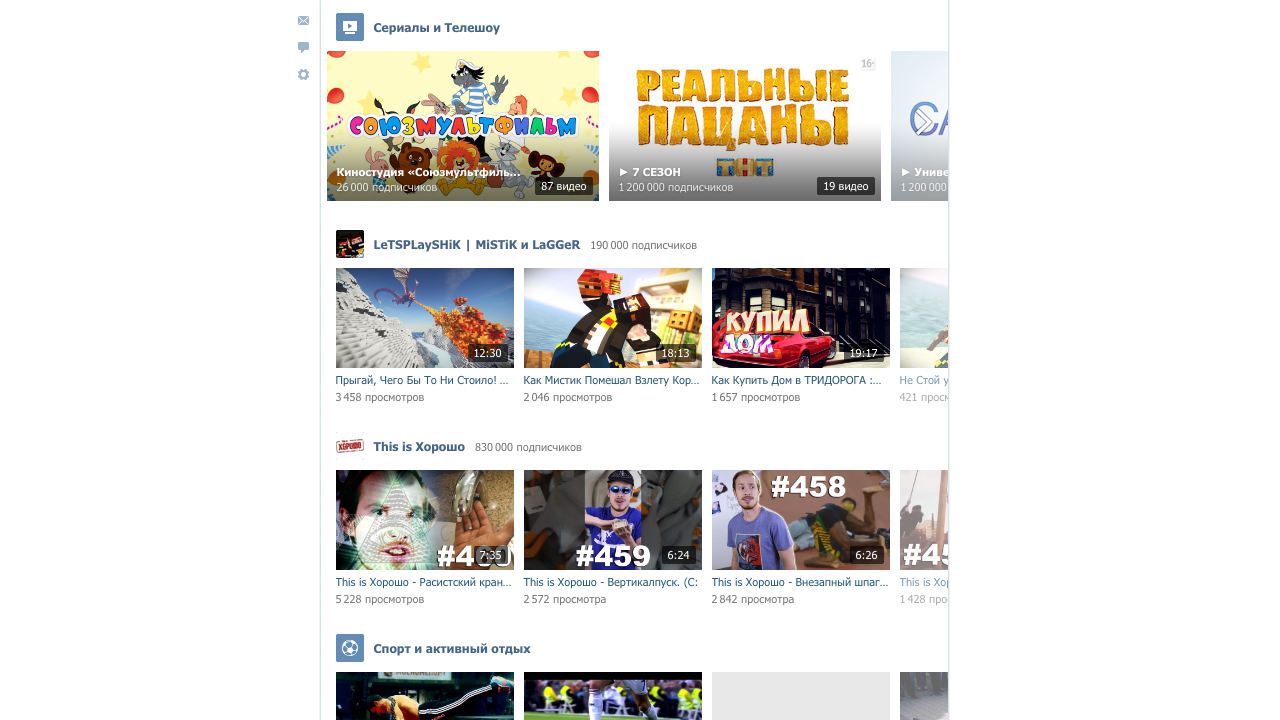 Сериалы и Телешоу
СОЮЗМУЛЬТФИЛЬМ
Киностудия «Союзмультфиль...
26 000 подписчиков
87 видео
16+
РЕАЛЬНЫЕ
ПАЦАНЫ
ТНТ
7 СЕЗОН
1 200 000 подписчиков
19 видео
СА
Униве
1 200 000
LeTSPLaySHiK | MiSTiK и LaGGeR 190 000 подписчиков
12:30
18:13
КУПИЛ
ДОМ
19:17
Прыгай, Чего Бы То Ни Стоило! ...
Как Мистик Помешал Взлету Кор...
Как Купить Дом в ТРИДОРОГА :...
Не Стой у
3 458 просмотров
2 046 просмотров
1 657 просмотров
421 просм
ХОРОШО
This is Хорошо 830 000 подписчиков
7:35
#459
6:24
#458
6:26
#45
This is Хорошо - Расистский кран...
This is Хорошо - Вертикалпуск. (C:
This is Хорошо - Внезапный шпаг...
This is Хор
5 228 просмотров
2 572 просмотра
2 842 просмотра
1 428 про
Спорт и активный отдых